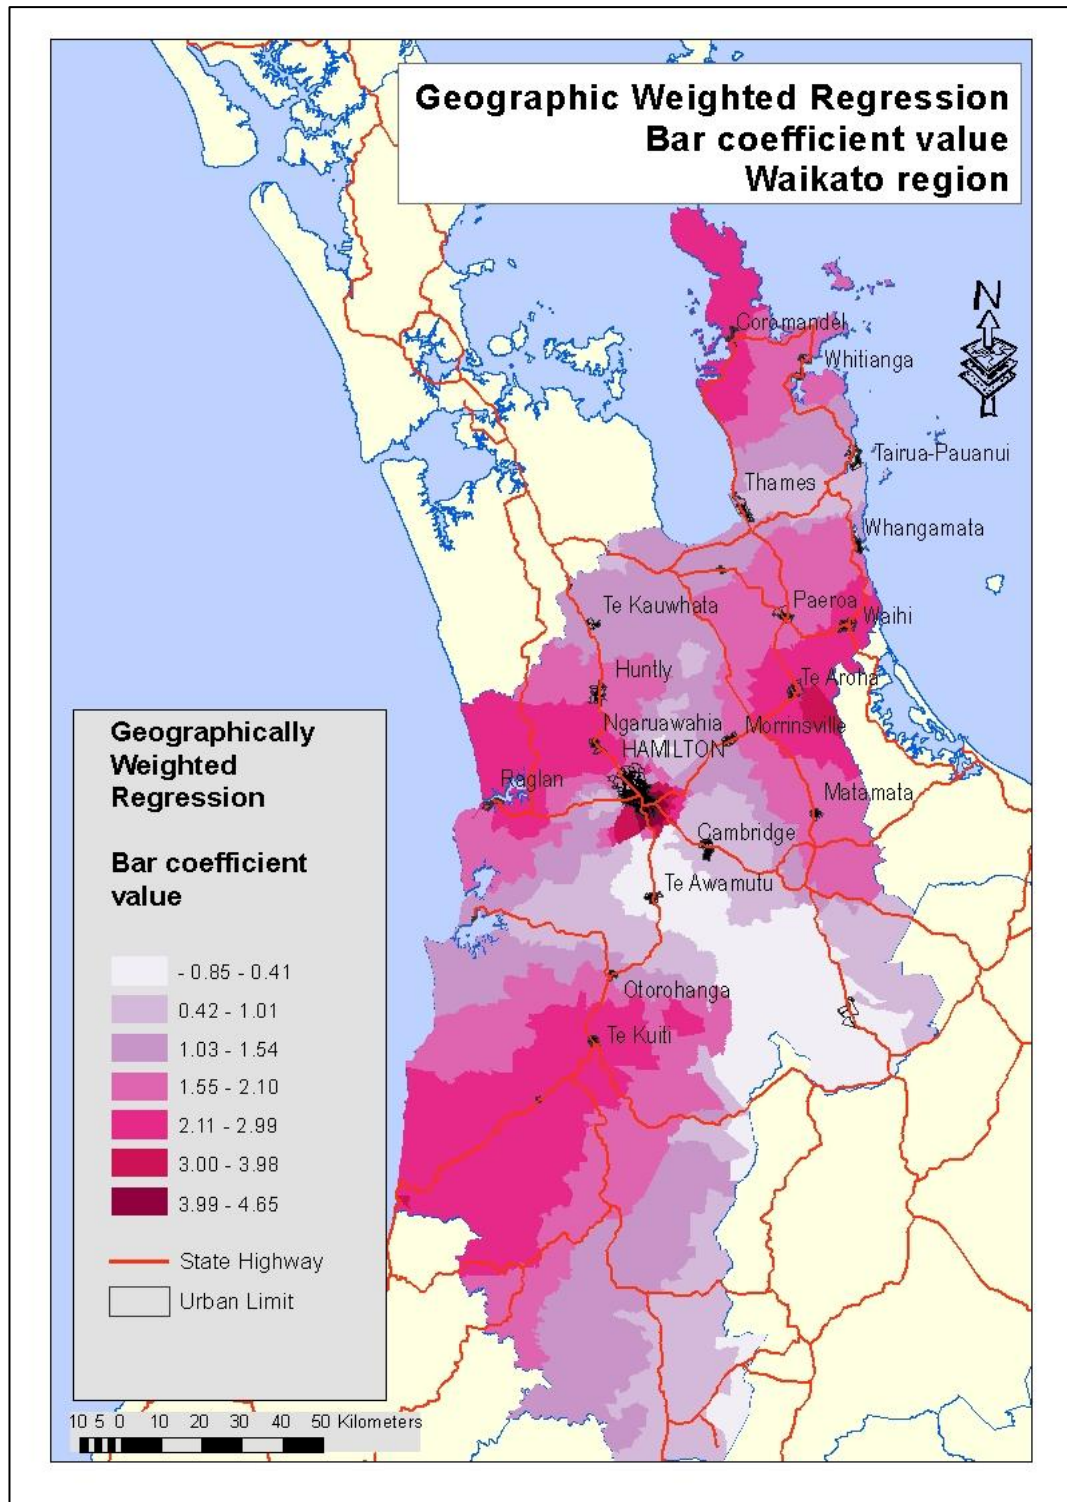 Geographic Weighted Regression
Bar coefficient value
Waikato region
N
Coromandel
Whitianga
Tairua-Pauanui
Thames
Whangamata
Te Kauwhata
Paeroa
Waihi
Huntly
Te Aroha
Ngaruawahia
Morrinsville
HAMILTON
Raglan
Matamata
Cambridge
Te Awamutu
Otorohanga
Te Kuiti
Geographically
Weighted
Regression
Bar coefficient
value
- 0.85 - 0.41
0.42 - 1.01
1.03 - 1.54
1.55 - 2.10
2.11 - 2.99
3.00 - 3.98
3.99 - 4.65
State Highway
Urban Limit
10 5 0 10 20 30 40 50 Kilometers